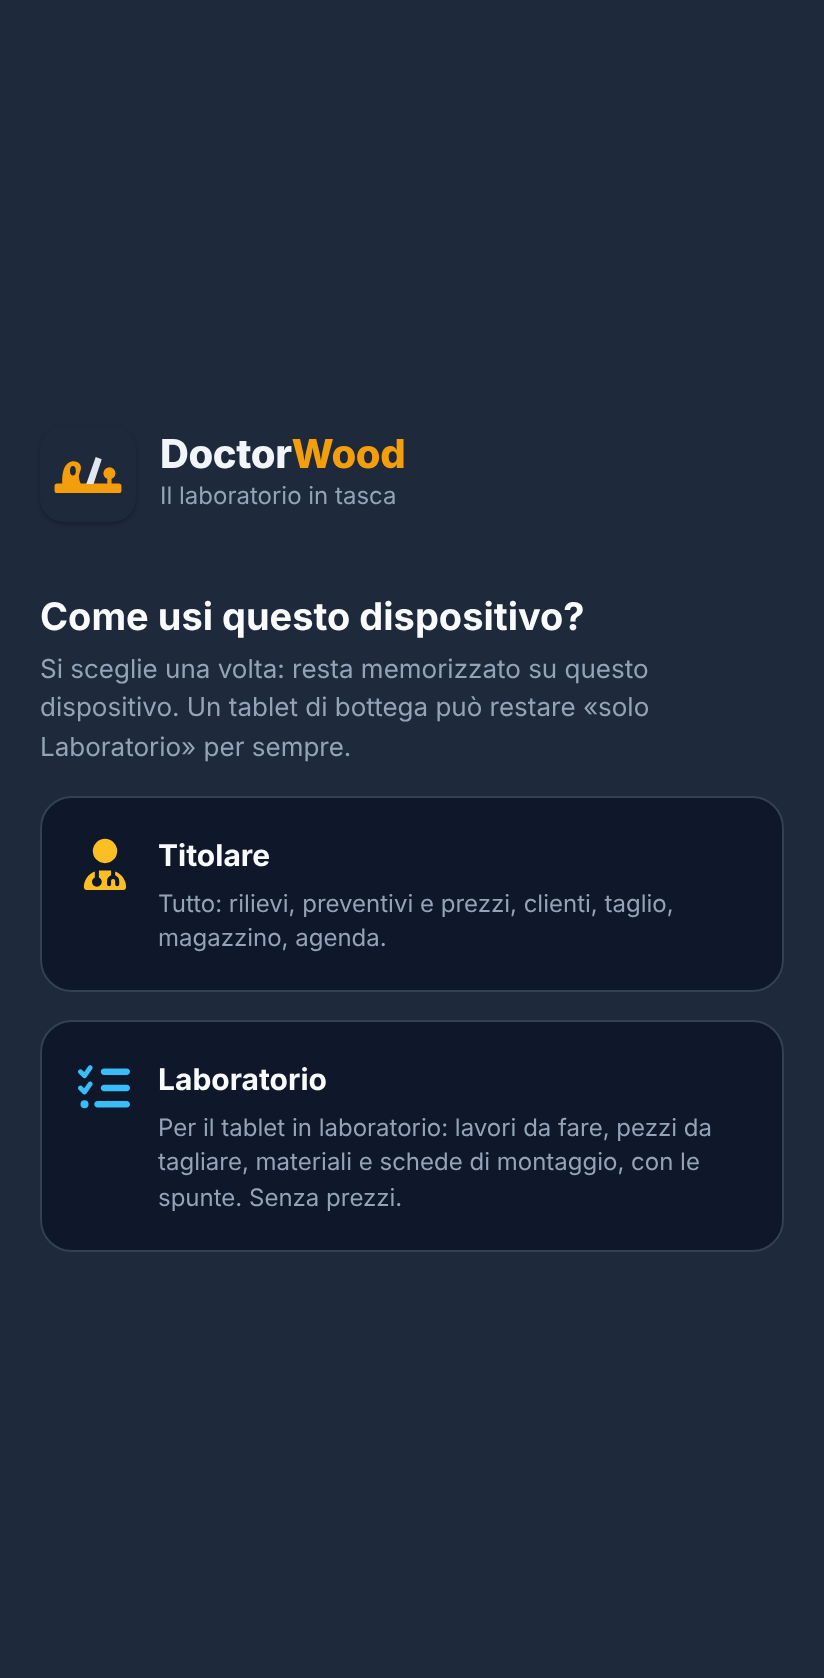 DoctorWood
Il laboratorio in tasca
Come usi questo dispositivo?
Si sceglie una volta: resta memorizzato su questo
dispositivo. Un tablet di bottega può restare «solo
Laboratorio» per sempre.
Titolare
Tutto: rilievi, preventivi e prezzi, clienti, taglio,
magazzino, agenda.
Laboratorio
Per il tablet in laboratorio: lavori da fare, pezzi da
tagliare, materiali e schede di montaggio, con le
spunte. Senza prezzi.